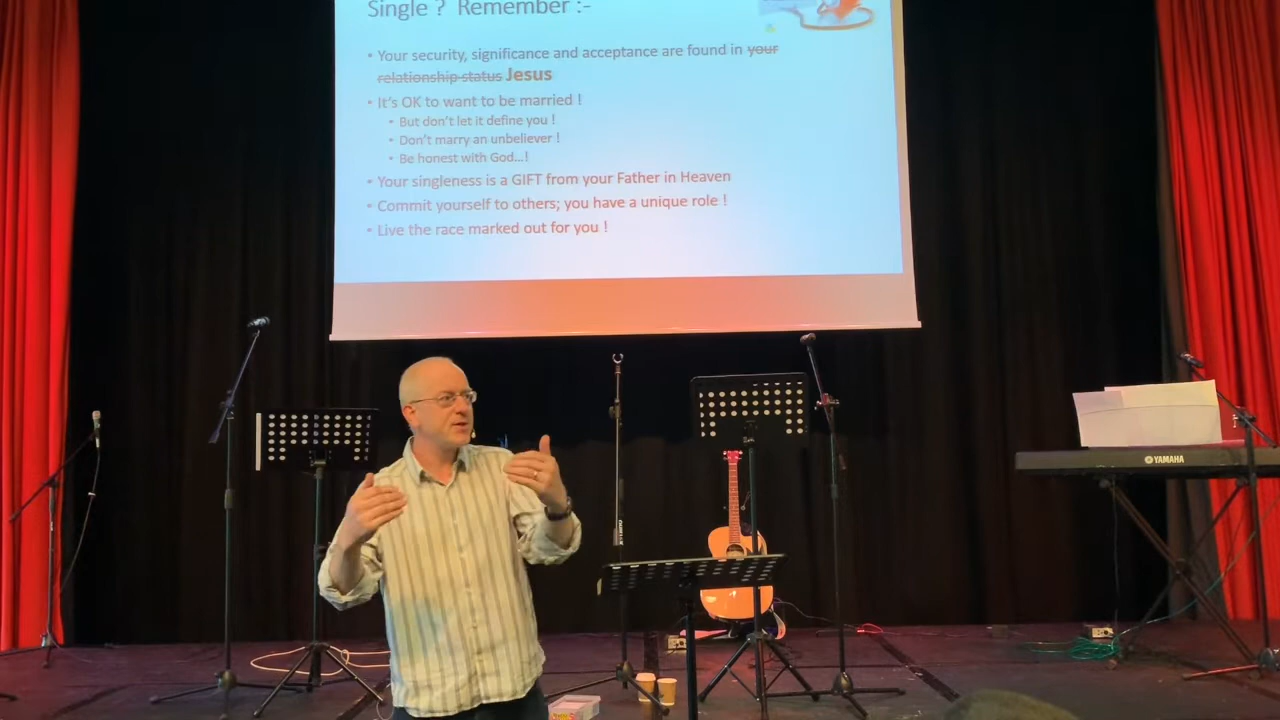 Single ? Remember :-
• Your security, significance and acceptance are found in your
relationship status Jesus
• It's OK to want to be married !
• But don't let it define you !
• Don't marry an unbeliever !
• Be honest with God...!
• Your singleness is a GIFT from your Father in Heaven
• Commit yourself to others; you have a unique role !
• Live the race marked out for you !
YAMAHA